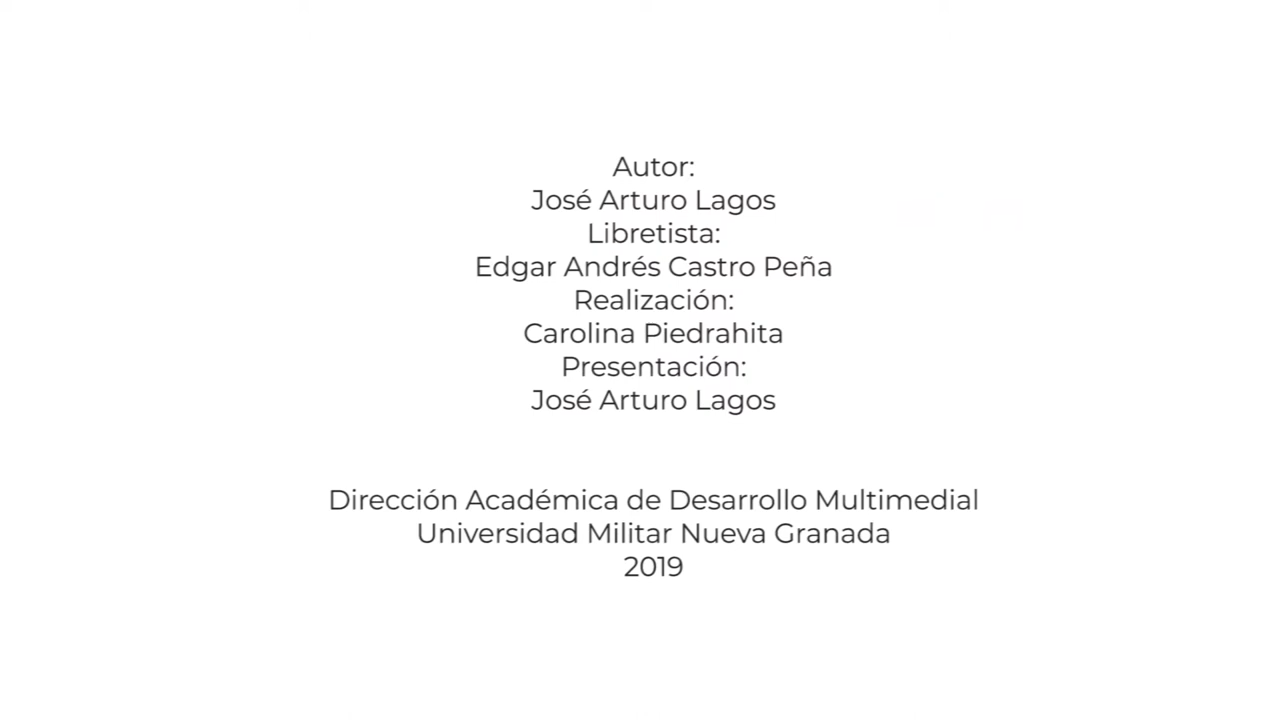 Autor:
José Arturo Lagos
Libretista:
Edgar Andrés Castro Peña
Realización:
Carolina Piedrahita
Presentación:
José Arturo Lagos
Dirección Académica de Desarrollo Multimedial
Universidad Militar Nueva Granada
2019